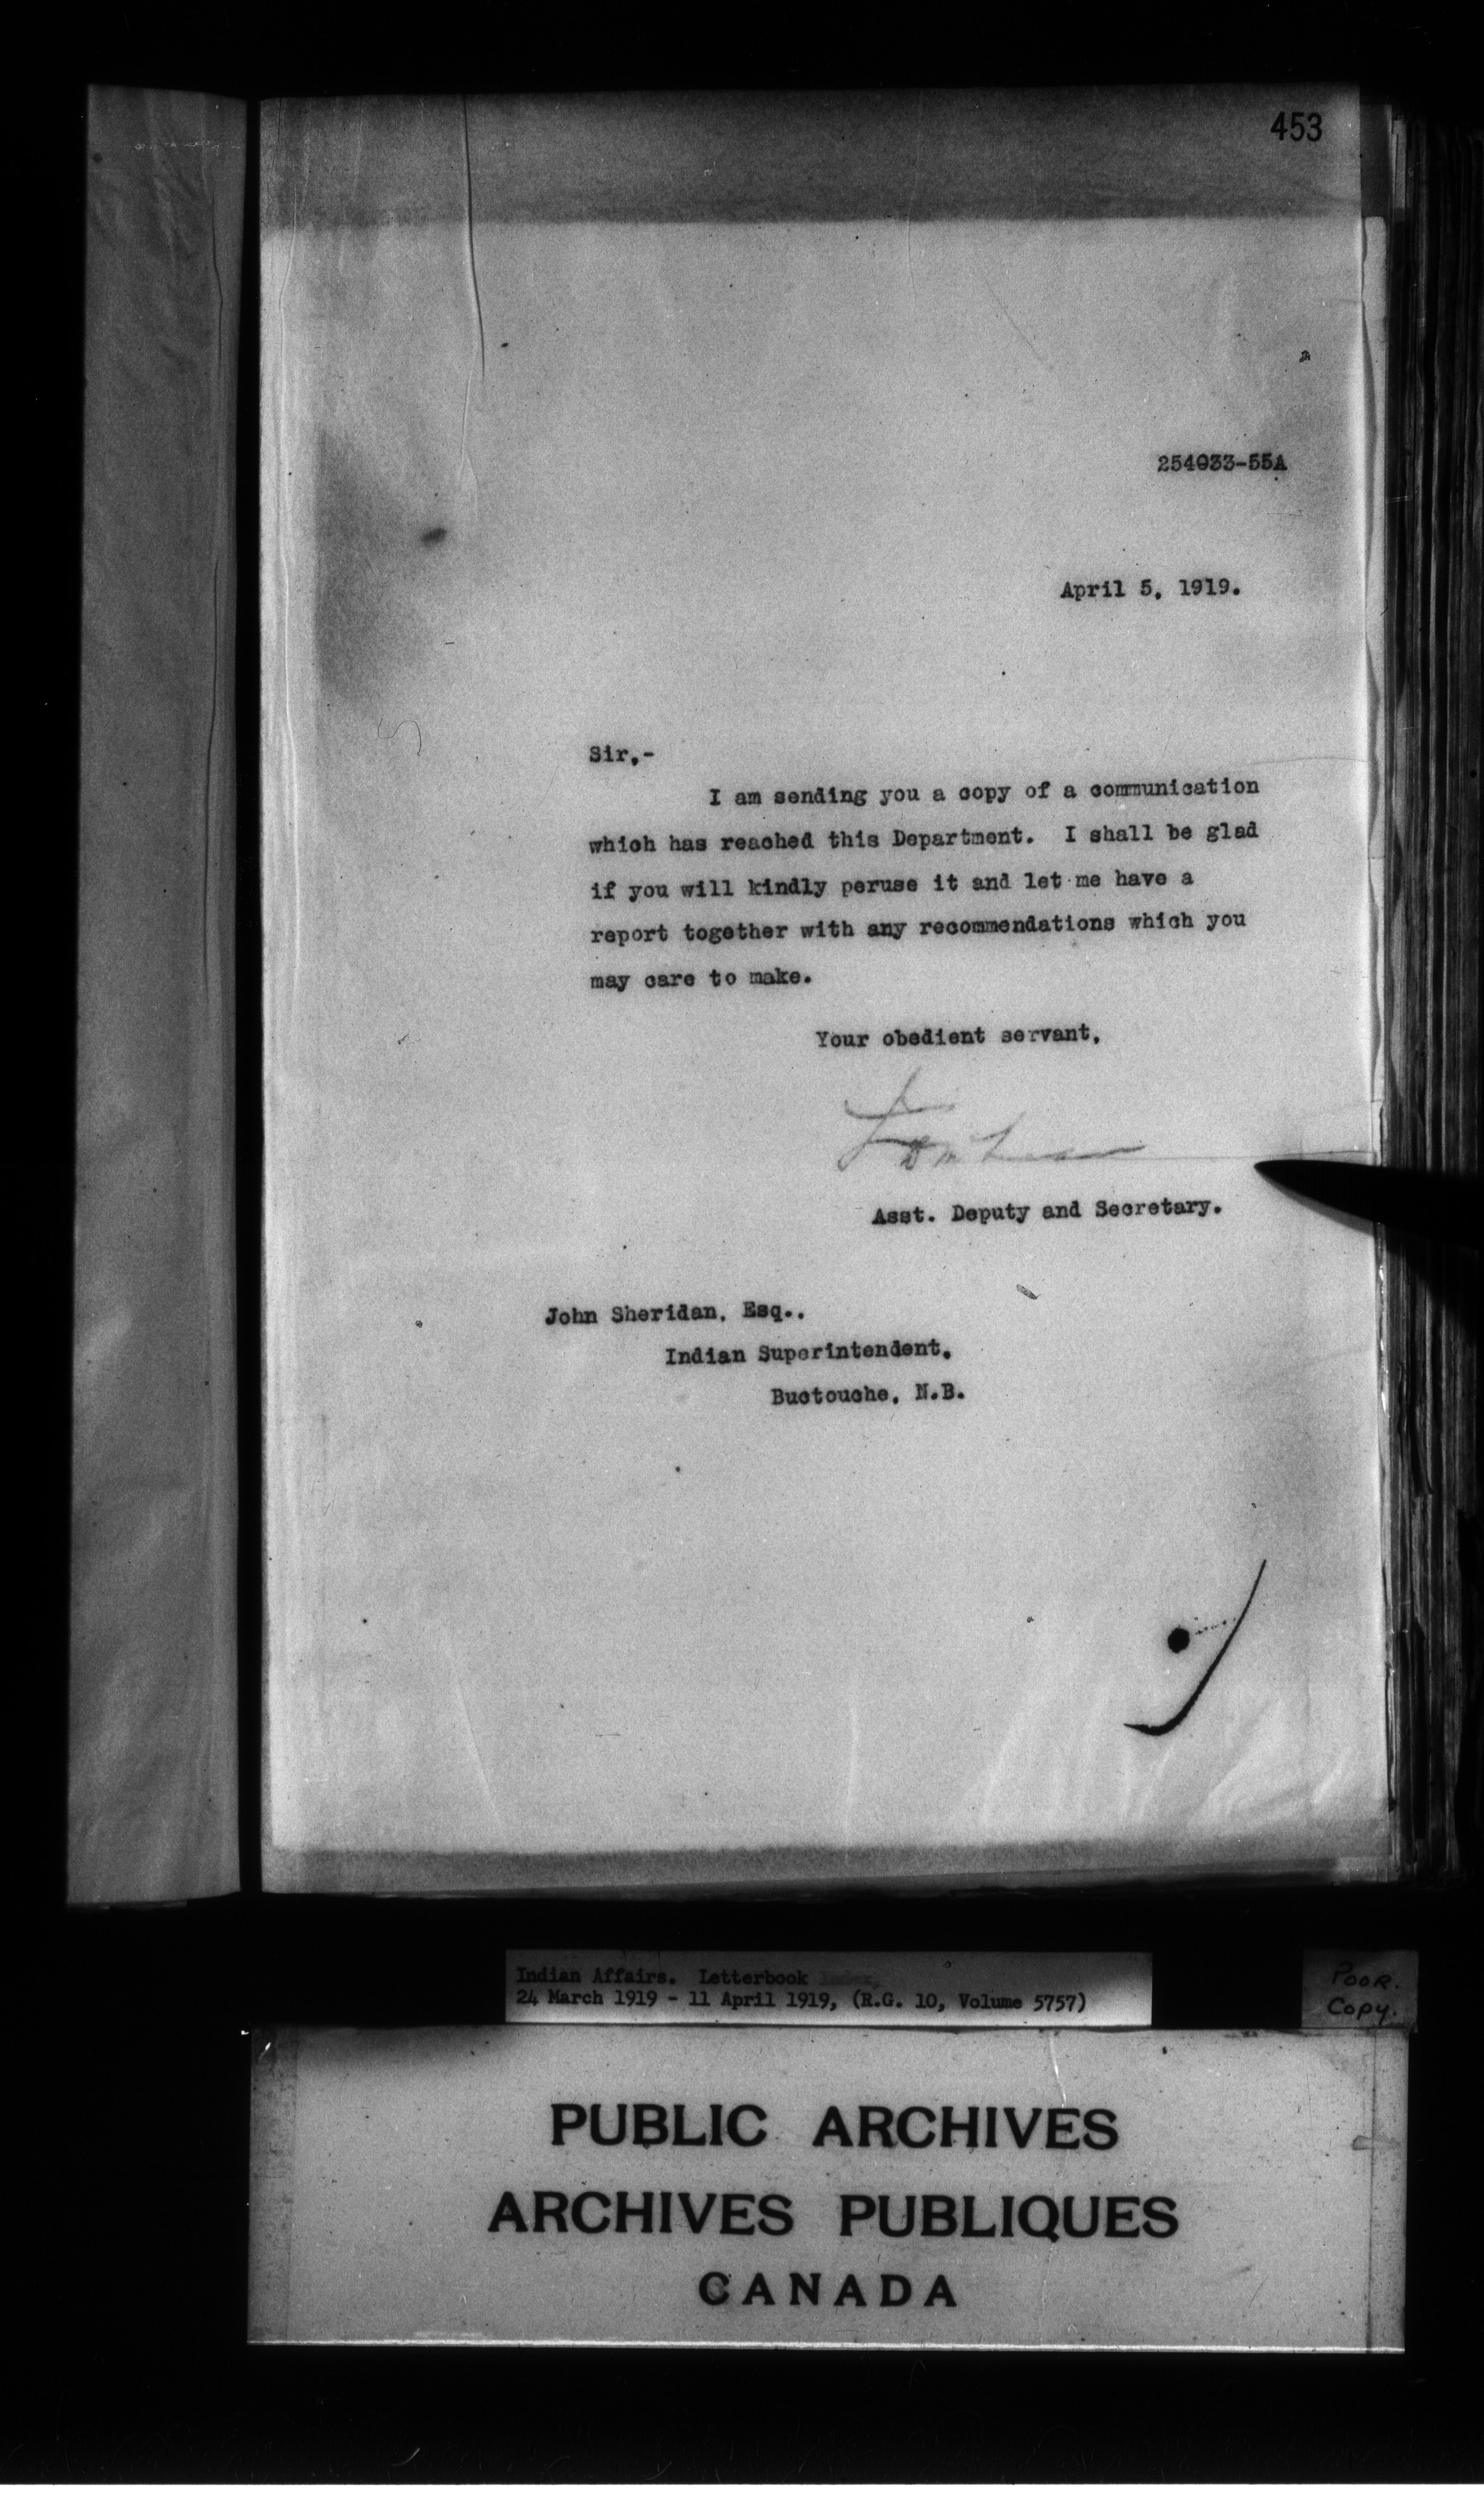 453
254033-55A
April 5, 1919.
Sir,-
I am sending you a copy of a communication
which has reached this Department. I shall be glad
if you will kindly peruse it and let me have a
report together with any recommendations which you
may care to make.
Your obedient servant,
Asst. Deputy and Secretary.
John Sheridan, Esq.,
Indian Superintendent,
Buctouche, N.B.
Indian Affairs. Letterbook
24 March 1919 - 11 April 1919, (R.G. 10, Volume 5757)
POOR.
Copy.
PUBLIC ARCHIVES
ARCHIVES PUBLIQUES
CANADA